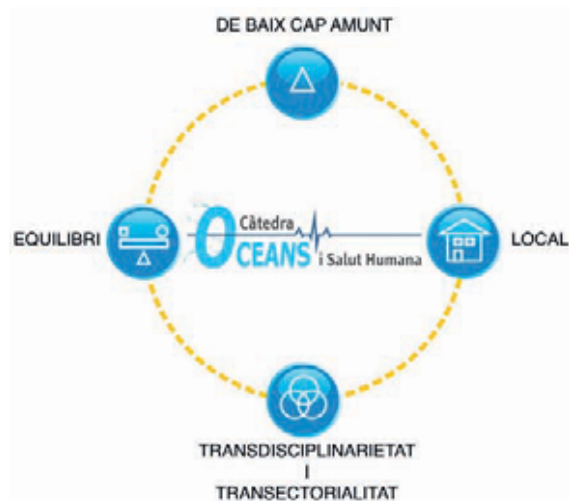 DE BAIX CAP AMUNT
EQUILIBRI
Càtedra
OCEANS
i Salut Humana
LOCAL
TRANSDISCIPLINARIETAT
I
TRANSECTORIALITAT